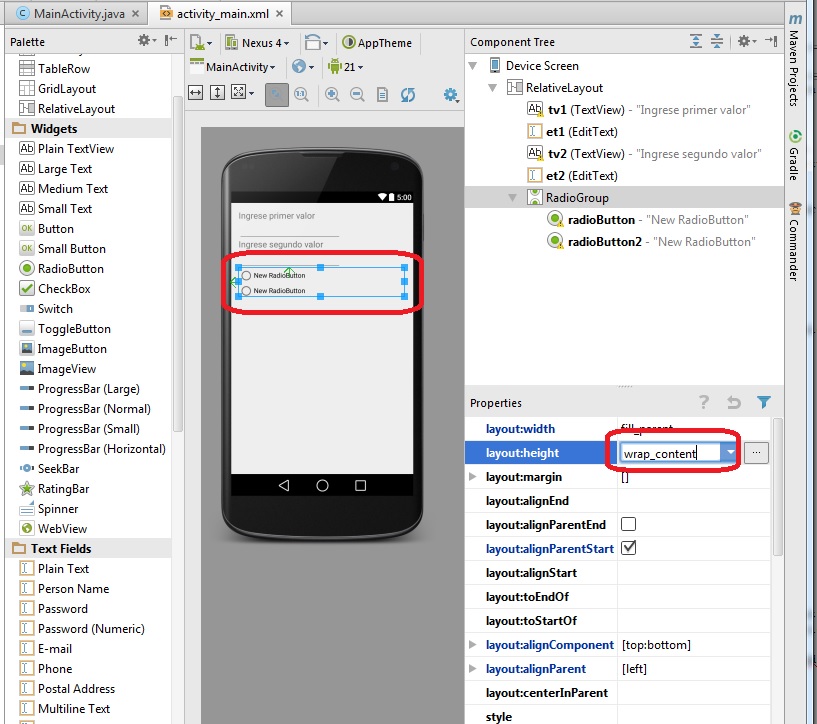 MainActivity.java
activity_main.xml
Palette
TableRow
GridLayout
RelativeLayout
Widgets
Plain TextView
Large Text
Medium Text
Small Text
Button
Small Button
RadioButton
CheckBox
Switch
ToggleButton
ImageButton
ImageView
ProgressBar (Large)
ProgressBar (Normal)
ProgressBar (Small)
ProgressBar (Horizontal)
SeekBar
RatingBar
Spinner
WebView
Text Fields
Plain Text
Person Name
Password
Password (Numeric)
E-mail
Phone
Postal Address
Multiline Text
Nexus 4
AppTheme
MainActivity
21
5:00
Ingrese primer valor
Ingrese segundo valor
New RadioButton
New RadioButton
Component Tree
Device Screen
RelativeLayout
tv1 (TextView) - "Ingrese primer valor"
et1 (EditText)
tv2 (TextView) - "Ingrese segundo valor"
et2 (EditText)
RadioGroup
radioButton - "New RadioButton"
radioButton2 - "New RadioButton"
Properties
layout:width fill_parent
layout:height wrap_content ...
layout:margin []
layout:alignEnd
layout:alignParentEnd
layout:alignParentStart
layout:alignStart
layout:toEndOf
layout:toStartOf
layout:alignComponent [top:bottom]
layout:alignParent [left]
layout:centerInParent
style
Maven Projects
Gradle
Commander